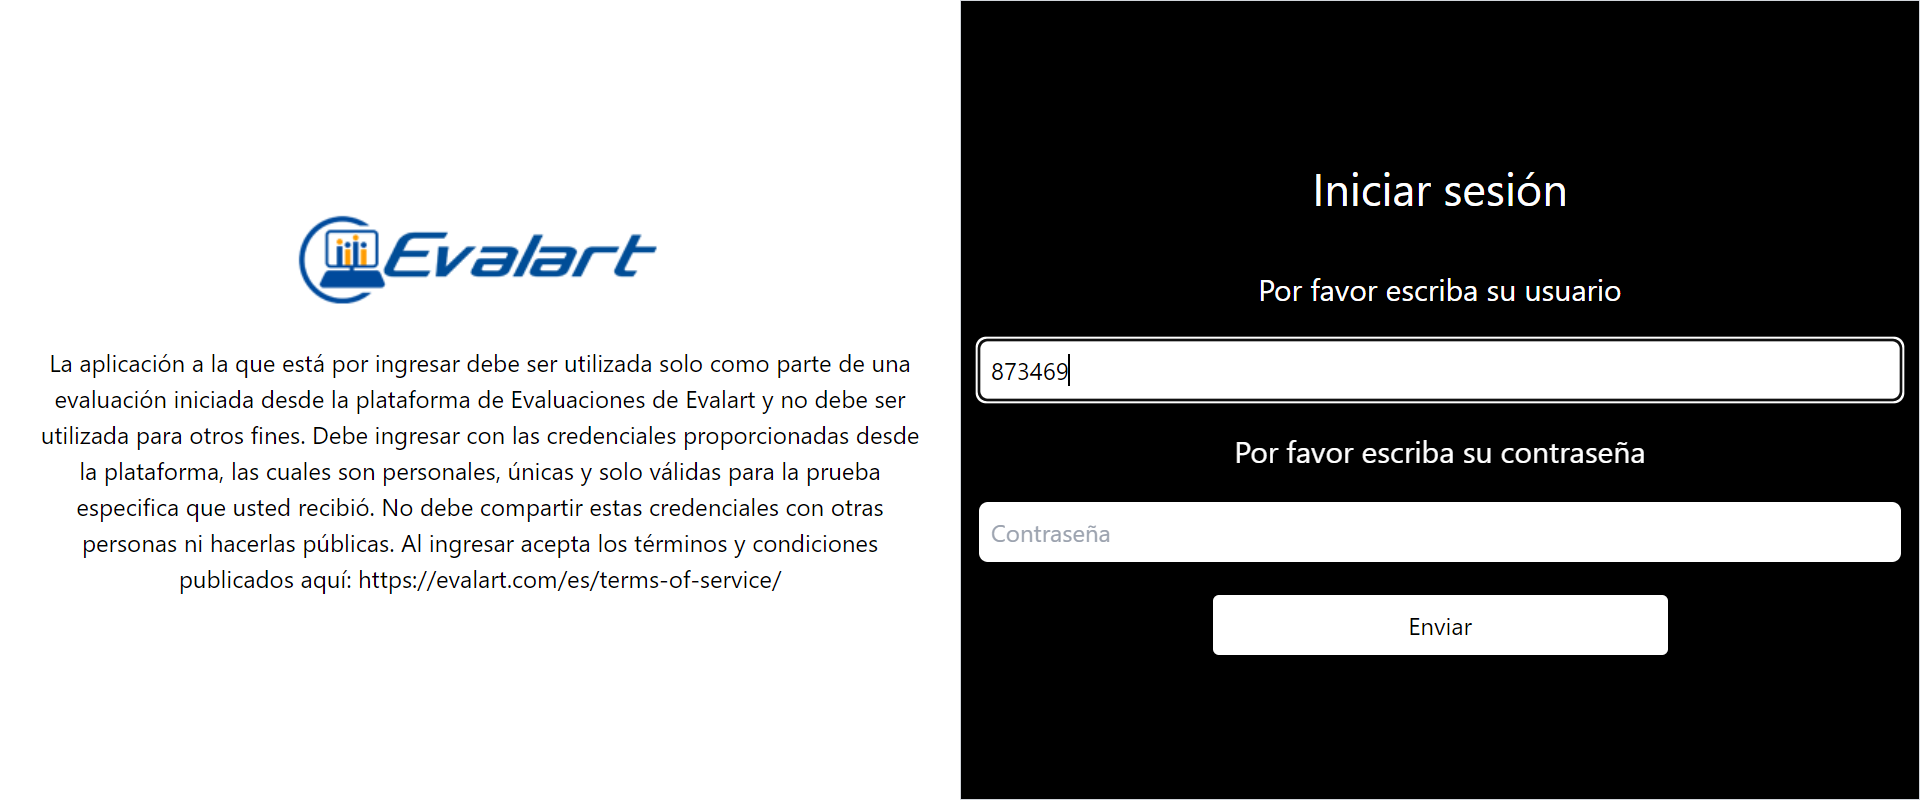 Evalart
La aplicación a la que está por ingresar debe ser utilizada solo como parte de una
evaluación iniciada desde la plataforma de Evaluaciones de Evalart y no debe ser
utilizada para otros fines. Debe ingresar con las credenciales proporcionadas desde
la plataforma, las cuales son personales, únicas y solo válidas para la prueba
especifica que usted recibió. No debe compartir estas credenciales con otras
personas ni hacerlas públicas. Al ingresar acepta los términos y condiciones
publicados aquí: https://evalart.com/es/terms-of-service/
Iniciar sesión
Por favor escriba su usuario
873469
Por favor escriba su contraseña
Contraseña
Enviar